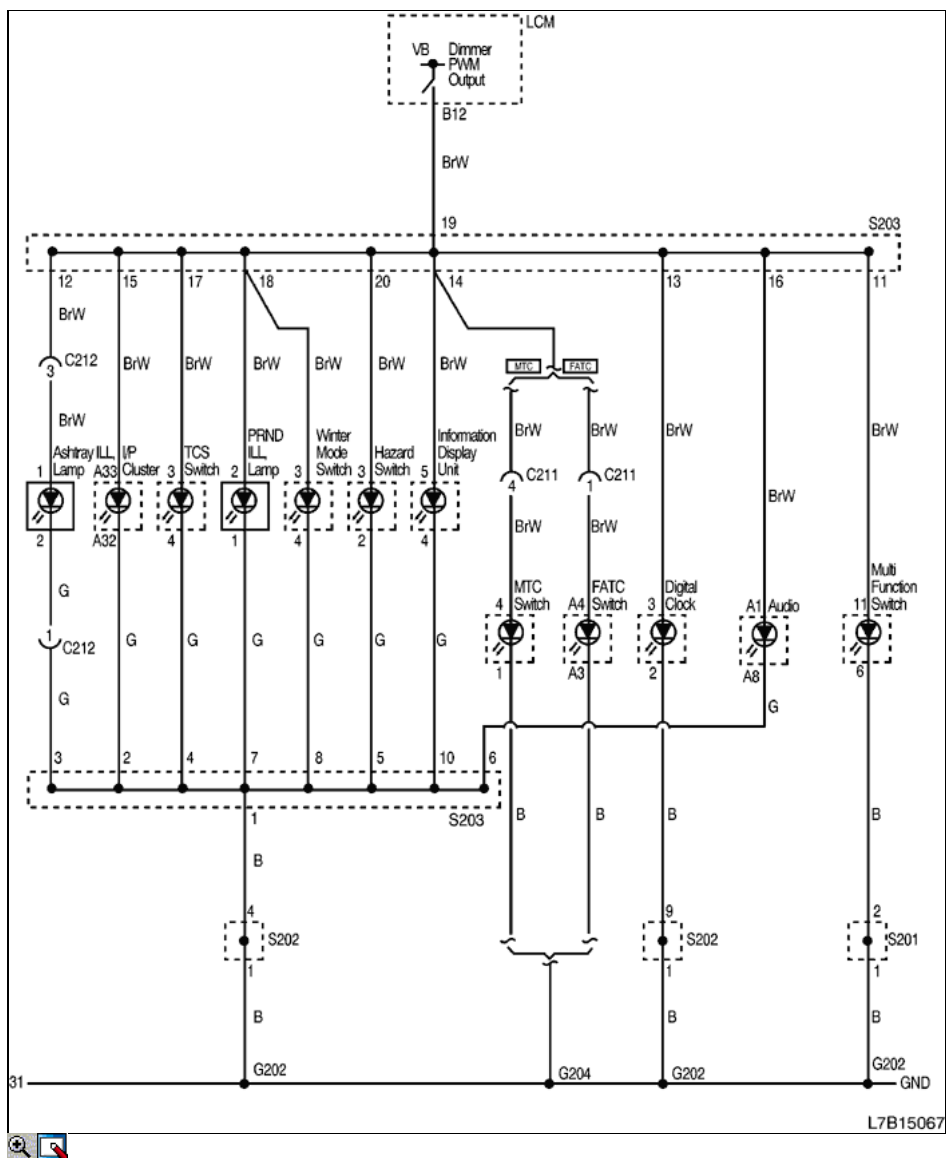 LCM
VB Dimmer
PWM
Output
B12
BrW
19
S203
12 15 17 18 20 14 13 16 11
BrW
C212
3
BrW BrW BrW BrW BrW BrW
MTC FATC
BrW
BrW BrW BrW BrW
Ashtray ILL,
Lamp
I/P
Cluster
TCS
Switch
PRND
ILL,
Lamp
Winter
Mode
Switch
Hazard
Switch
Information
Display
Unit
1 A33 3 2 3 3 5
C211 C211
4 1
BrW BrW BrW
2 A32 4 1 4 2 4
MTC
Switch
FATC
Switch
Digital
Clock
Audio
Multi
Function
Switch
4 A4 3 A1 11
G
1
C212
G G G G G G
1 A3 2 A8 6
G
G
3 2 4 7 8 5 10 6
1 S203
B B B B B
B
4 9 2
S202 S202 S201
1 1 1
B B B
G202 G204 G202 G202
31 GND
L7B15067